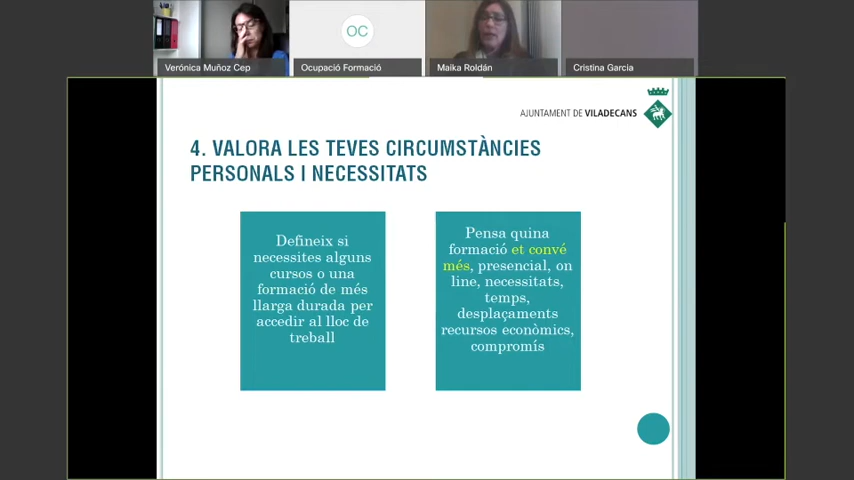 OC
Verónica Muñoz Cep
Ocupació Formació
Maika Roldán
Cristina Garcia
AJUNTAMENT DE VILADECANS
4. VALORA LES TEVES CIRCUMSTÀNCIES
PERSONALS I NECESSITATS
Defineix si
necessites alguns
cursos o una
formació de més
llarga durada per
accedir al lloc de
treball
Pensa quina
formació et convé
més, presencial, on
line, necessitats,
temps,
desplaçaments
recursos econòmics,
compromís